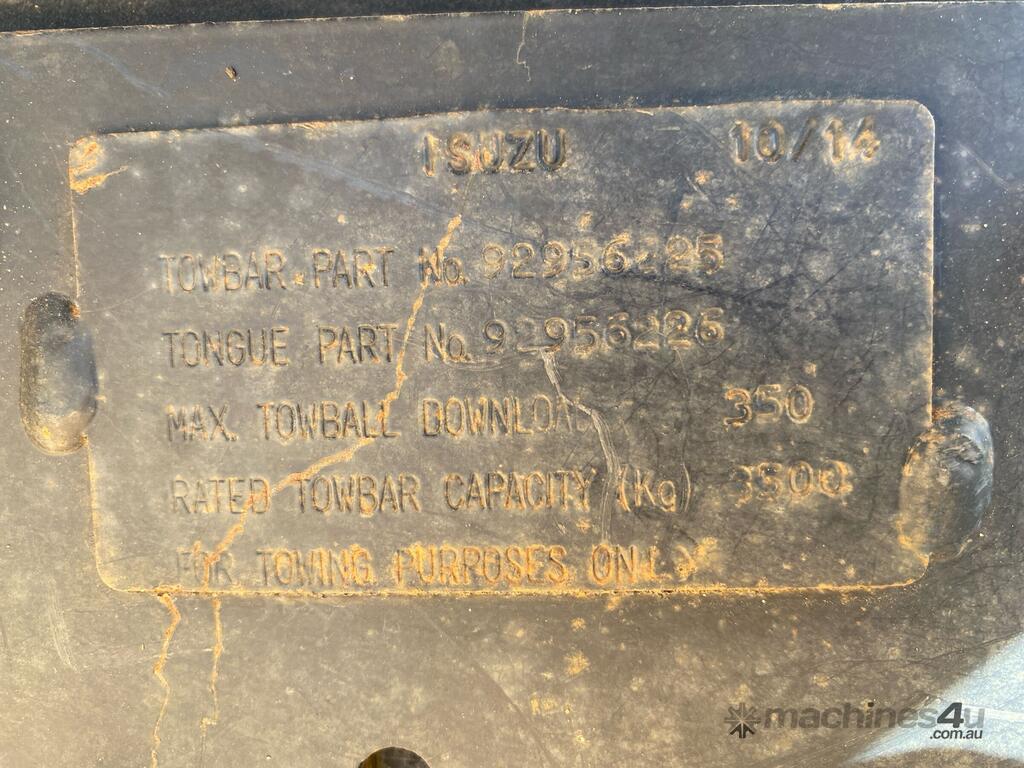 ISUZU 10/14
TOWBAR PART No. 92956225
TONGUE PART No. 92956226
MAX. TOWBALL DOWNLOAD 350
RATED TOWBAR CAPACITY (Kg) 3500
FOR TOWING PURPOSES ONLY
machines4u
.com.au